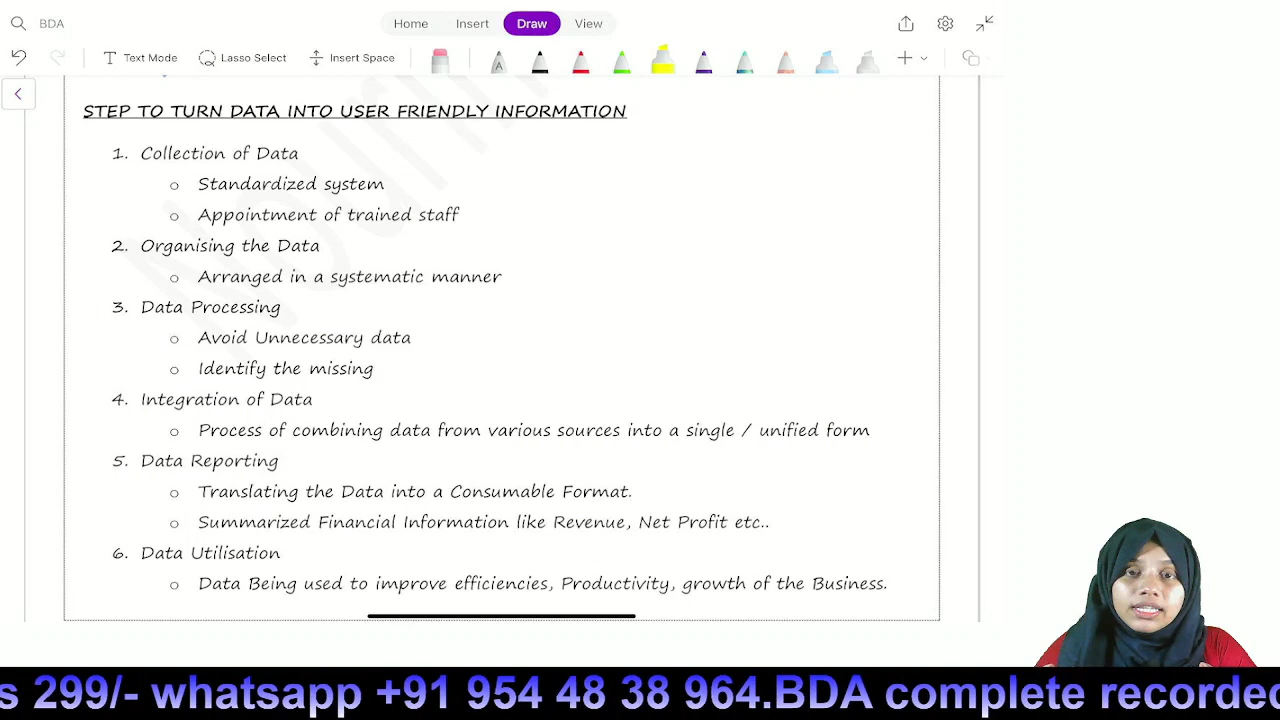 BDA
Home Insert Draw View
Text Mode Lasso Select Insert Space
A
STEP TO TURN DATA INTO USER FRIENDLY INFORMATION
1. Collection of Data
o Standardized system
o Appointment of trained staff
2. Organising the Data
o Arranged in a systematic manner
3. Data Processing
o Avoid Unnecessary data
o Identify the missing
4. Integration of Data
o Process of combining data from various sources into a single / unified form
5. Data Reporting
o Translating the Data into a Consumable Format.
o Summarized Financial Information like Revenue, Net Profit etc..
6. Data Utilisation
o Data Being used to improve efficiencies, Productivity, growth of the Business.
s 299/- whatsapp +91 954 48 38 964.BDA complete recorded